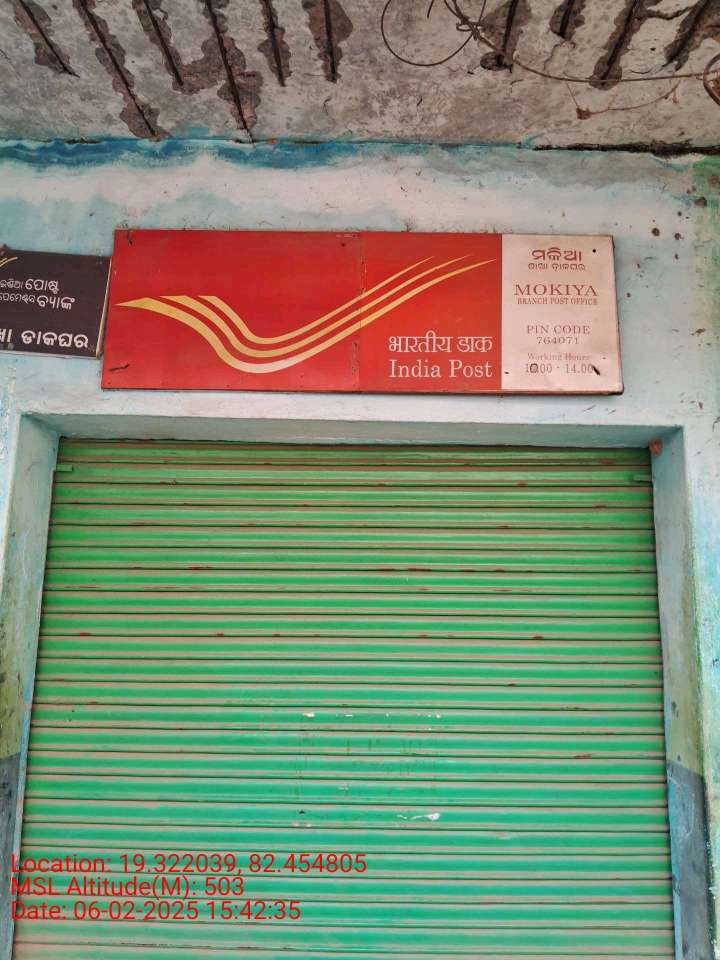 ଇଣ୍ଡିଆ ପୋଷ୍ଟ
ପେମେଣ୍ଟସ ବ୍ୟାଙ୍କ
ଡାକଘର
भारतीय डाक
India Post
ମକିଆ
ଶାଖା ଡାକଘର
MOKIYA
BRANCH POST OFFICE
PIN CODE
764071
Working Hours
10.00 - 14.00
Location: 19.322039, 82.454805
MSL Altitude(M): 503
Date: 06-02-2025 15:42:35